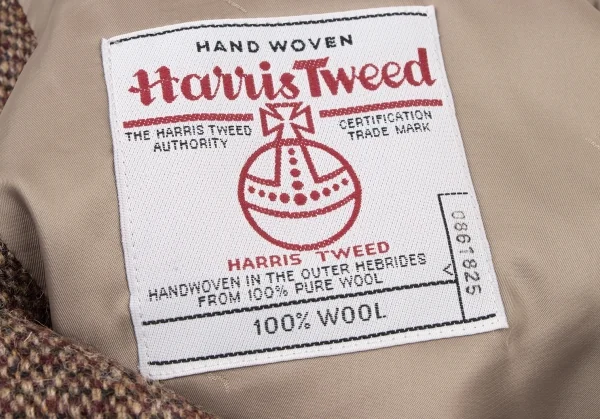 HAND WOVEN
Harris Tweed
THE HARRIS TWEED
AUTHORITY
CERTIFICATION
TRADE MARK
HARRIS TWEED
HANDWOVEN IN THE OUTER HEBRIDES
FROM 100% PURE WOOL
100% WOOL
0861825